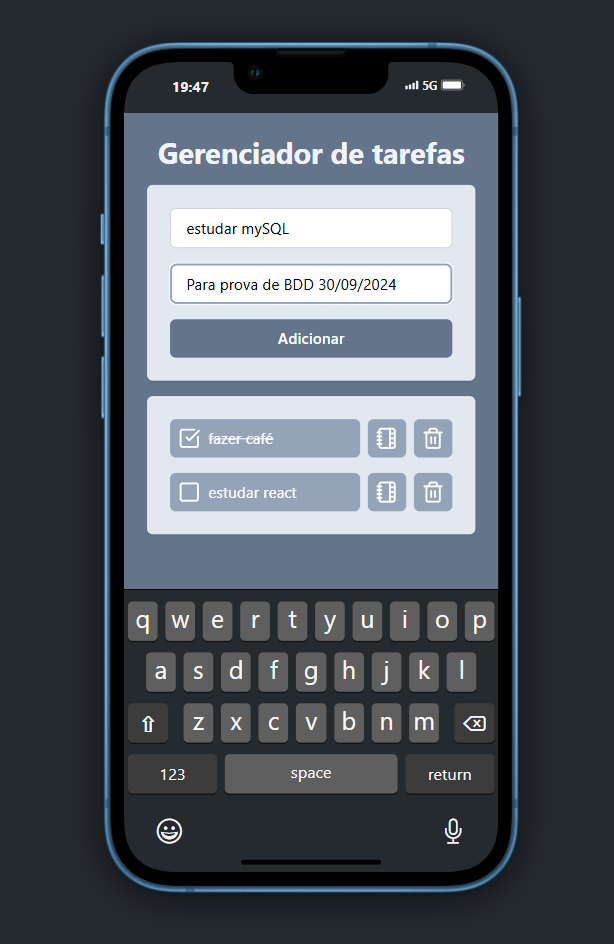 19:47 5G
Gerenciador de tarefas
estudar mySQL
Para prova de BDD 30/09/2024
Adicionar
fazer café
estudar react
q w e r t y u i o p
a s d f g h j k l
z x c v b n m
123 space return